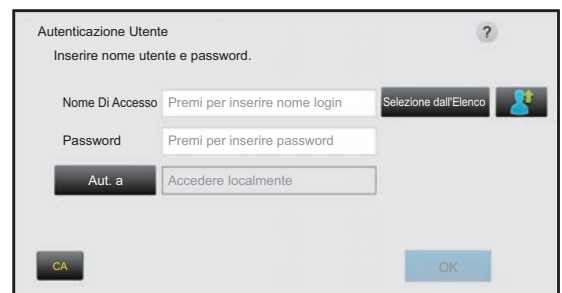 Autenticazione Utente
?
Inserire nome utente e password.
Nome Di Accesso Premi per inserire nome login Selezione dall'Elenco
Password Premi per inserire password
Aut. a Accedere localmente
CA OK